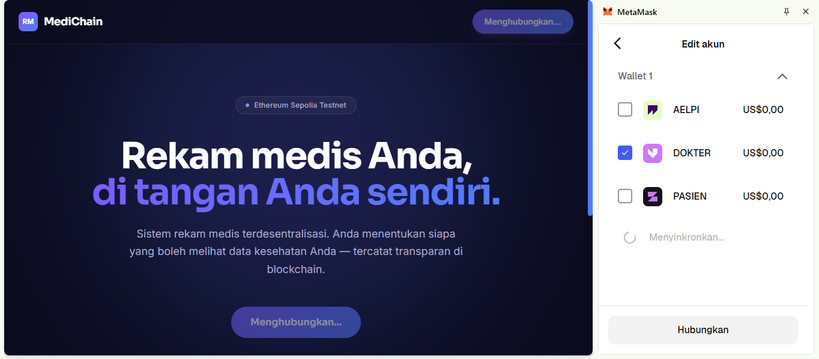 RM MediChain
Menghubungkan...
Ethereum Sepolia Testnet
Rekam medis Anda,
di tangan Anda sendiri.
Sistem rekam medis terdesentralisasi. Anda menentukan siapa
yang boleh melihat data kesehatan Anda — tercatat transparan di
blockchain.
Menghubungkan...
MetaMask
Edit akun
Wallet 1
AELPI US$0,00
DOKTER US$0,00
PASIEN US$0,00
Menyinkronkan...
Hubungkan